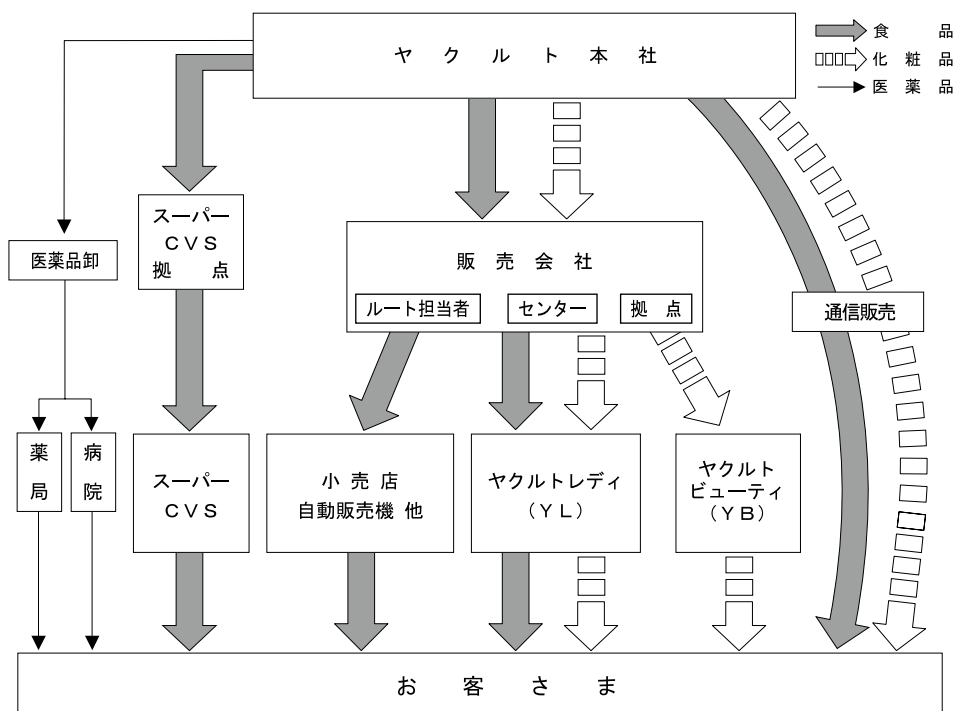 ヤクルト本社
食品
化粧品
医薬品
スーパー
CVS
拠点
医薬品卸
販売会社
ルート担当者
センター
拠点
通信販売
薬局
病院
スーパー
CVS
小売店
自動販売機 他
ヤクルトレディ
(YL)
ヤクルト
ビューティ
(YB)
お客さま